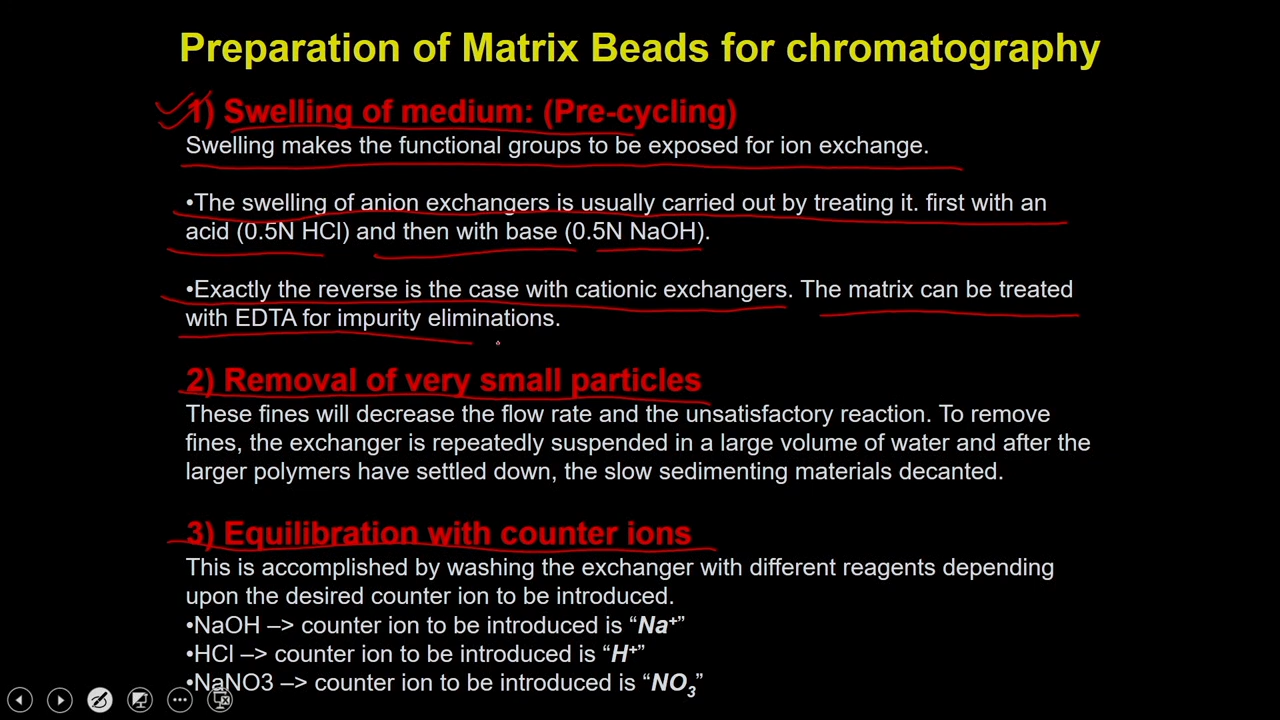 Preparation of Matrix Beads for chromatography
1) Swelling of medium: (Pre-cycling)
Swelling makes the functional groups to be exposed for ion exchange.
•The swelling of anion exchangers is usually carried out by treating it. first with an
acid (0.5N HCl) and then with base (0.5N NaOH).
•Exactly the reverse is the case with cationic exchangers. The matrix can be treated
with EDTA for impurity eliminations.
2) Removal of very small particles
These fines will decrease the flow rate and the unsatisfactory reaction. To remove
fines, the exchanger is repeatedly suspended in a large volume of water and after the
larger polymers have settled down, the slow sedimenting materials decanted.
3) Equilibration with counter ions
This is accomplished by washing the exchanger with different reagents depending
upon the desired counter ion to be introduced.
•NaOH –> counter ion to be introduced is “Na⁺”
•HCl –> counter ion to be introduced is “H⁺”
•NaNO3 –> counter ion to be introduced is “NO₃”